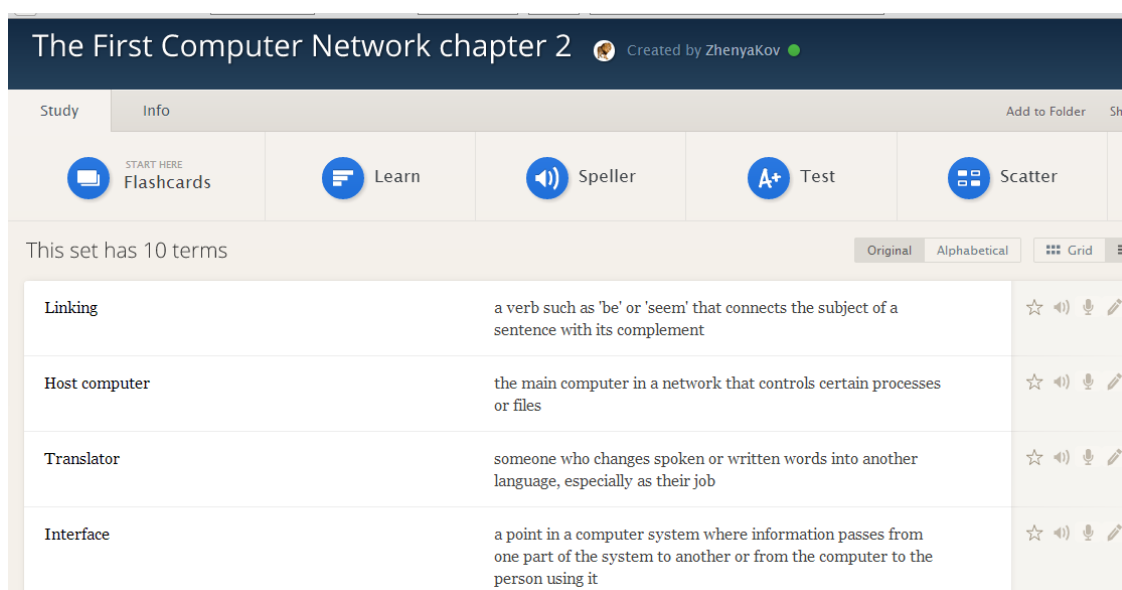 The First Computer Network chapter 2 Created by ZhenyaKov
Study Info Add to Folder
START HERE
Flashcards Learn Speller Test Scatter
A+
This set has 10 terms Original Alphabetical Grid
Linking a verb such as 'be' or 'seem' that connects the subject of a
sentence with its complement
Host computer the main computer in a network that controls certain processes
or files
Translator someone who changes spoken or written words into another
language, especially as their job
Interface a point in a computer system where information passes from
one part of the system to another or from the computer to the
person using it